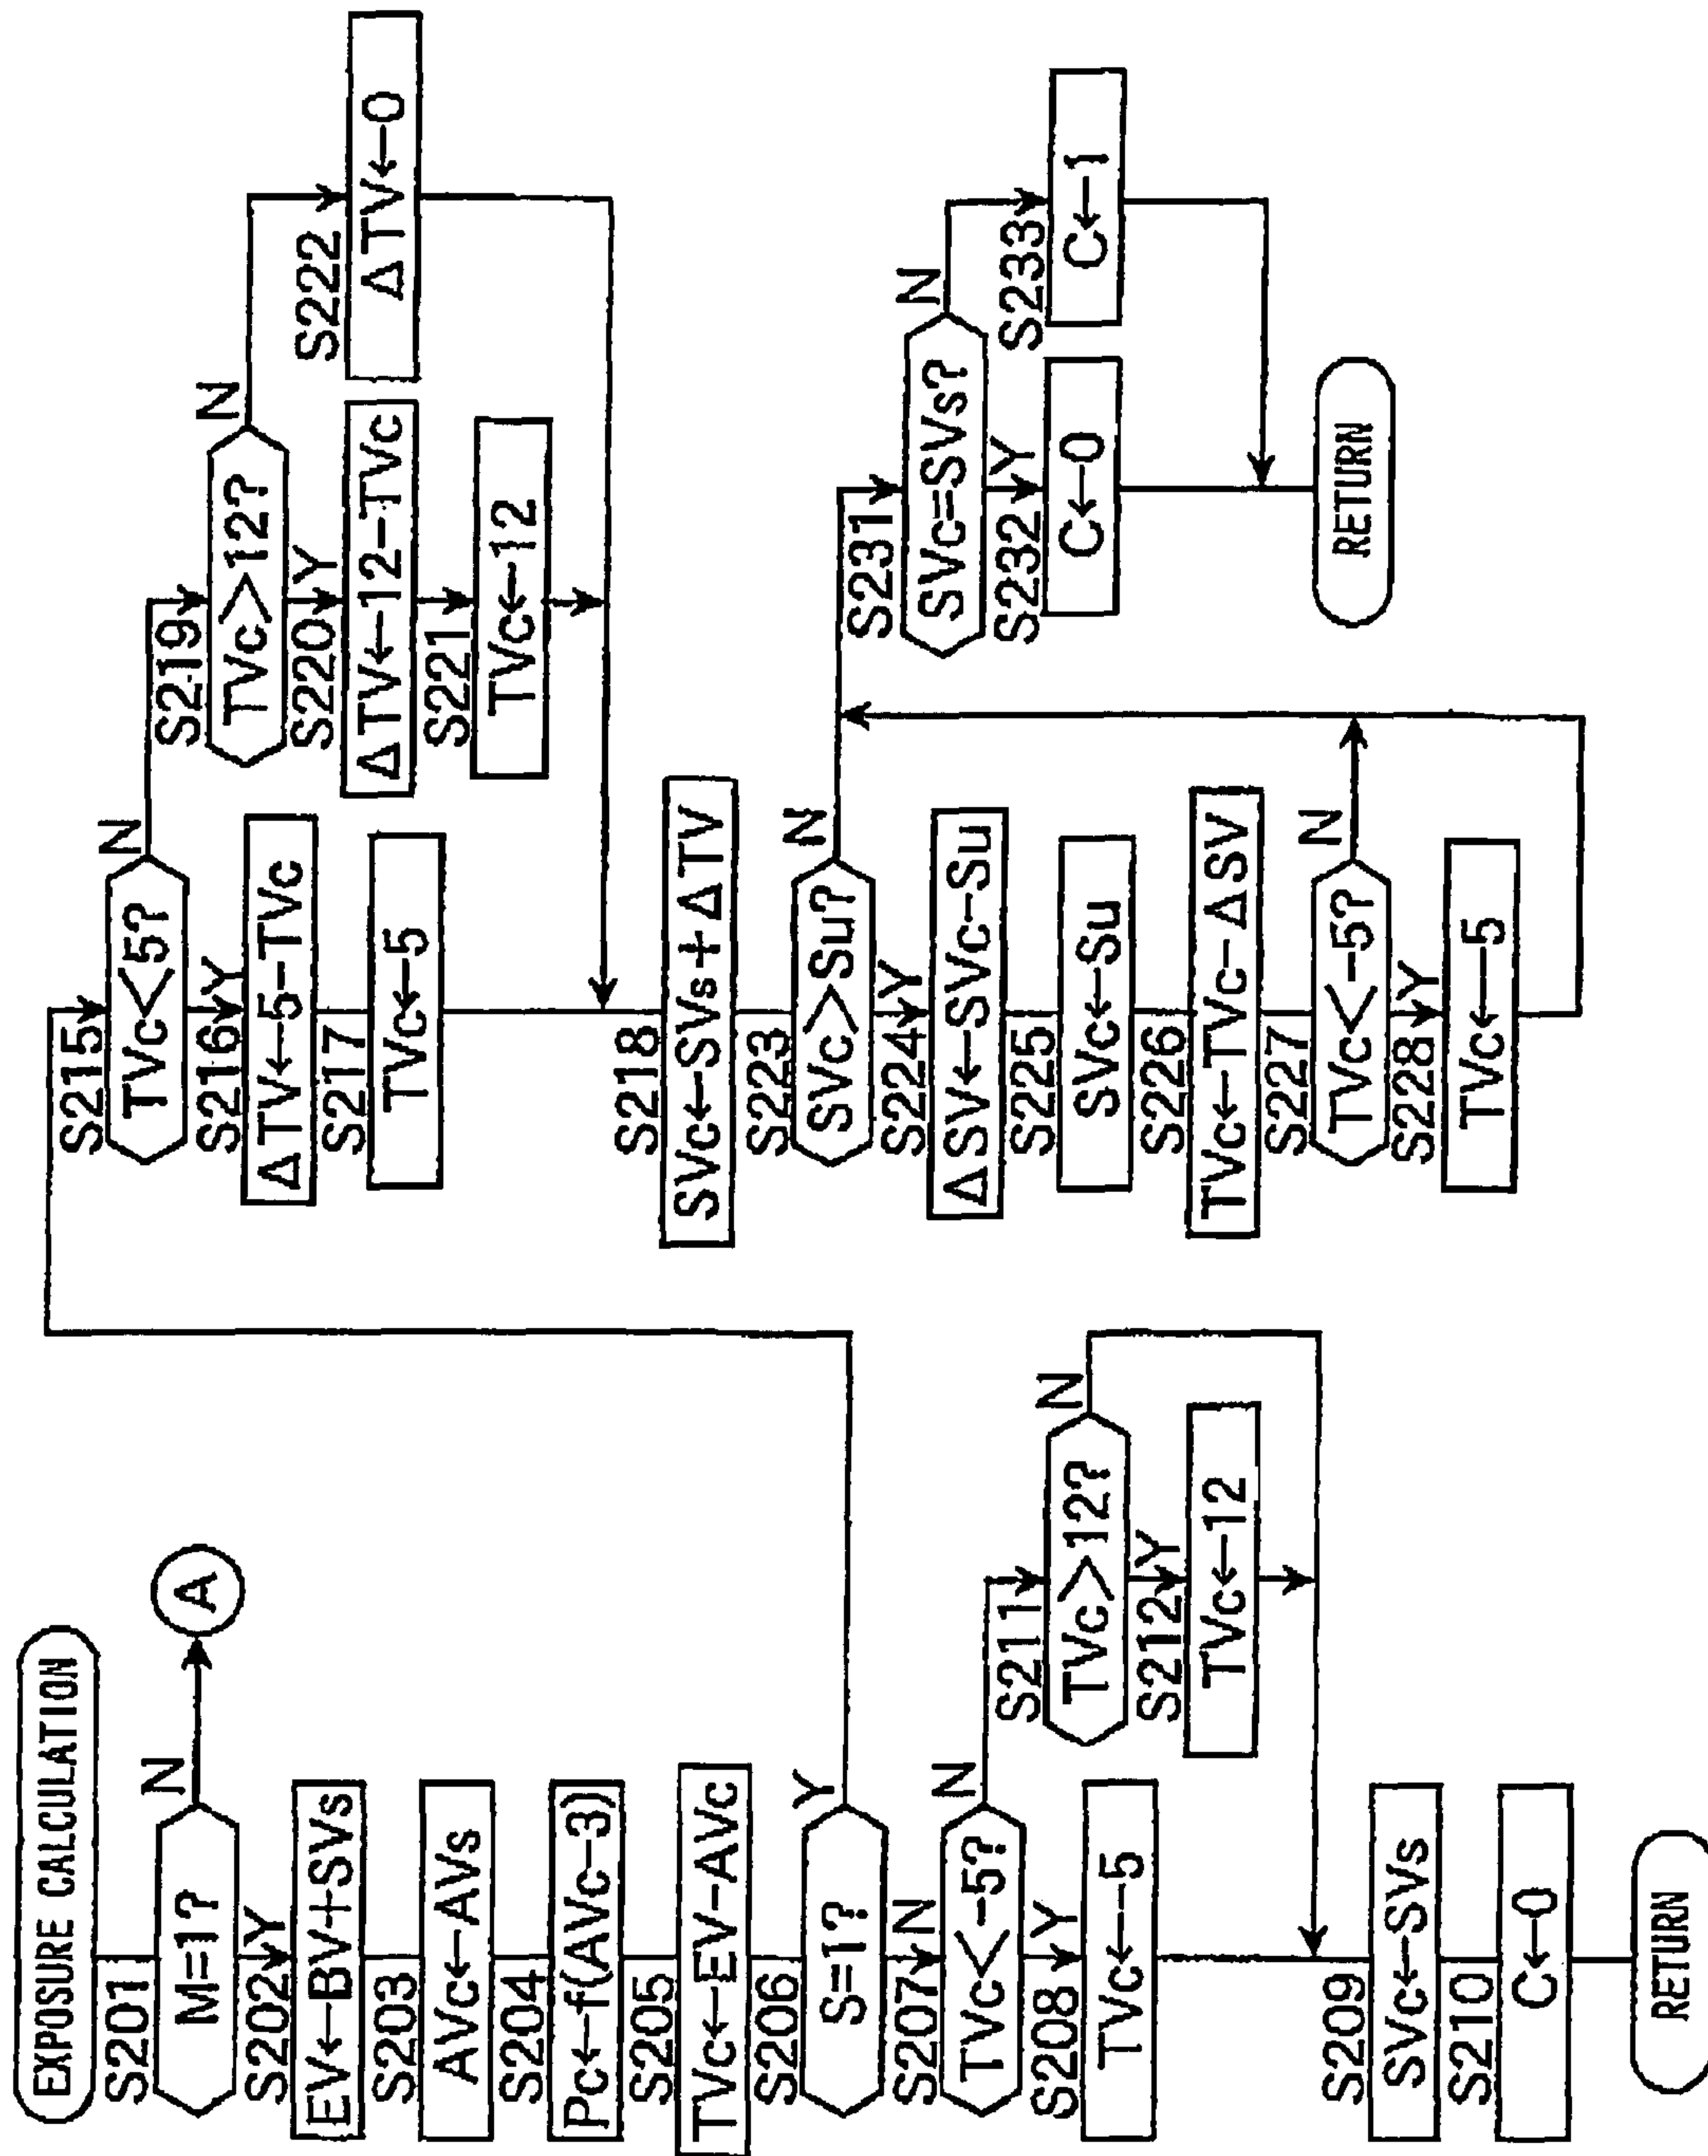 EXPOSURE CALCULATION
S201
M=1?
N
A
S202
Y
EV←BV+SVs
S203
AVc←AVs
S204
Pc←f(AVc-3)
S205
TVc←EV-AVc
S206
S=1?
Y
S207
N
TVc<-5?
N
S208
Y
TVc←-5
S211
TVc>12?
N
S212
Y
TVc←12
S209
SVc←SVs
S210
C←0
RETURN
S215
TVc<5?
N
S216
Y
ΔTV←5-TVc
S217
TVc←5
S219
TVc>12?
N
S220
Y
ΔTV←12-TVc
S221
TVc←12
S222
ΔTV←0
S218
SVc←SVs+ΔTV
S223
SVc>Su?
N
S224
Y
ΔSV←SVc-Su
S225
SVc←Su
S226
TVc←TVc-ΔSV
S227
TVc<-5?
N
S228
Y
TVc←-5
S231
SVc=SVs?
N
S232
Y
C←0
S233
C←1
RETURN